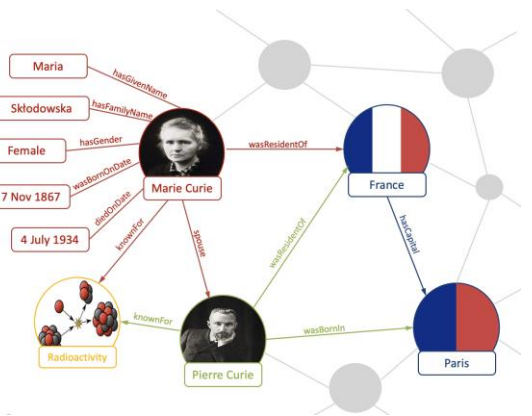 Maria
hasGivenName
Skłodowska
hasFamilyName
Female
hasGender
7 Nov 1867
wasBornOnDate
4 July 1934
diedOnDate
Marie Curie
wasResidentOf
France
knownFor
spouse
wasResidentOf
hasCapital
Radioactivity
knownFor
Pierre Curie
wasBornIn
Paris